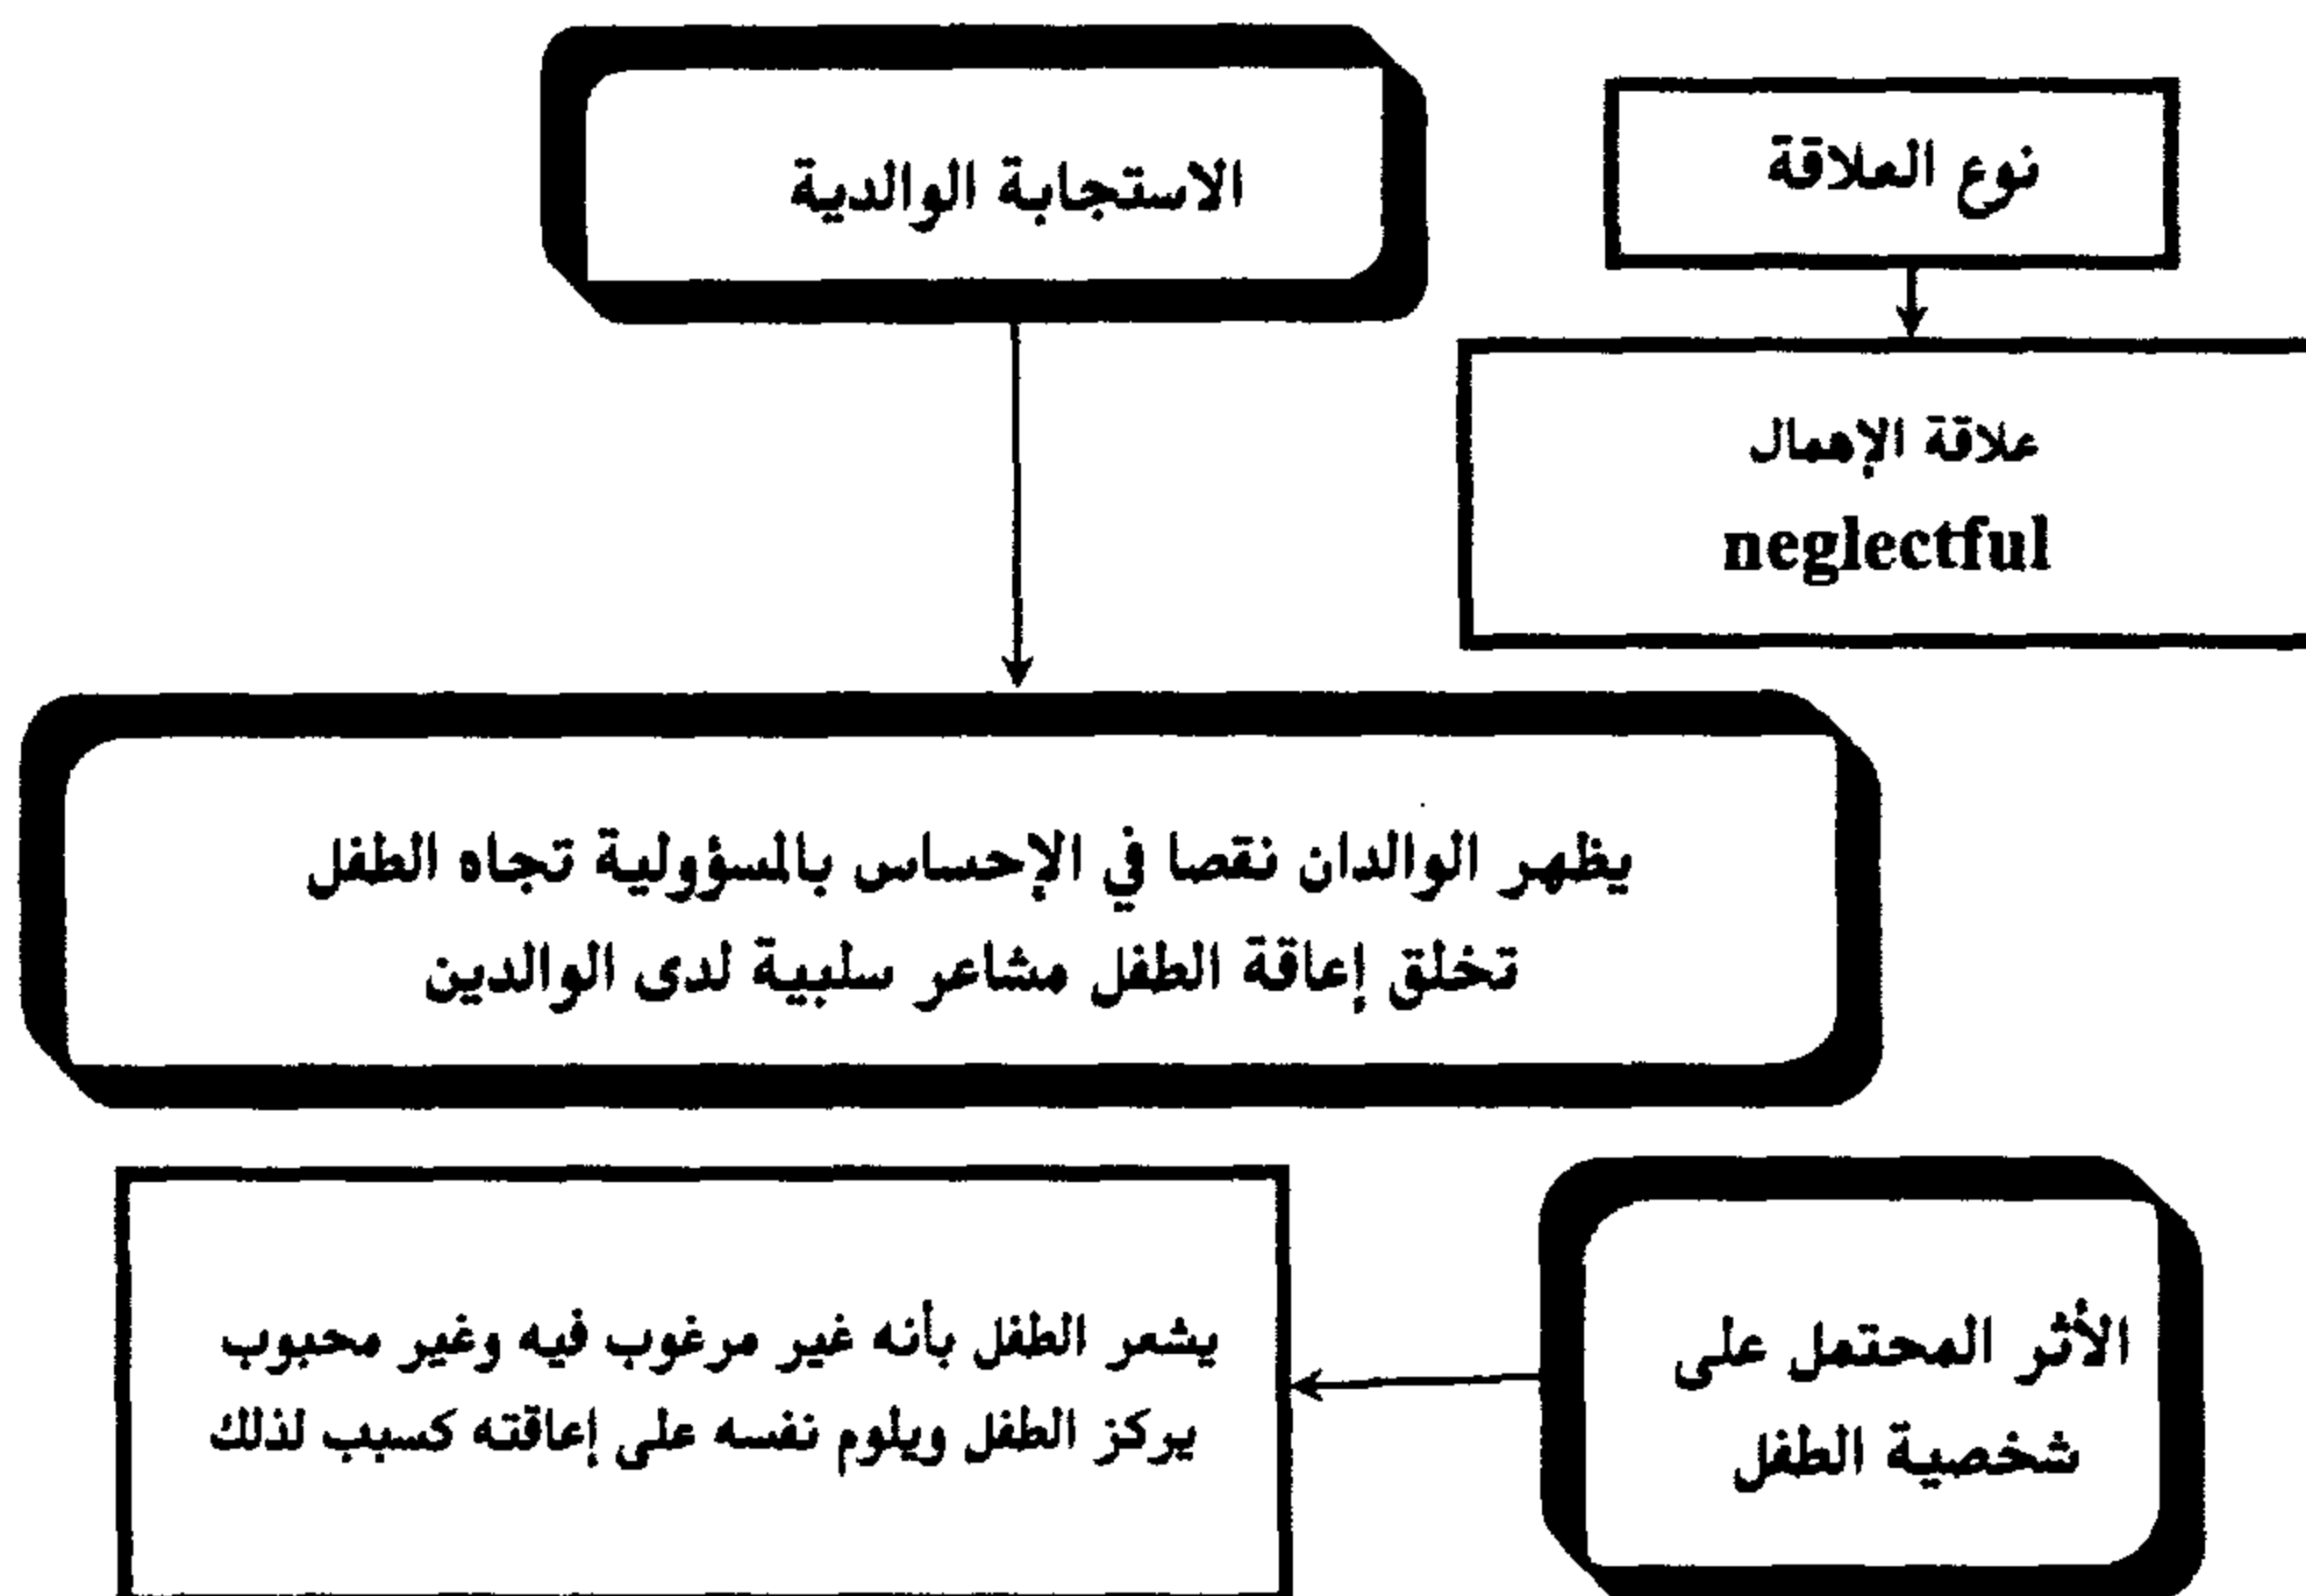 نوع العلاقة
الاستجابة الوالدية
علاقة الإهمال
neglectful
يظهر الوالدان نقصا في الإحساس بالمسؤولية تجاه الطفل
تخلق إعاقة الطفل مشاعر سلبية لدى الوالدين
الأثر المحتمل على
شخصية الطفل
يشعر الطفل بأنه غير مرغوب فيه وغير محبوب
يركز الطفل ويلوم نفسه على إعاقته كسبب لذلك